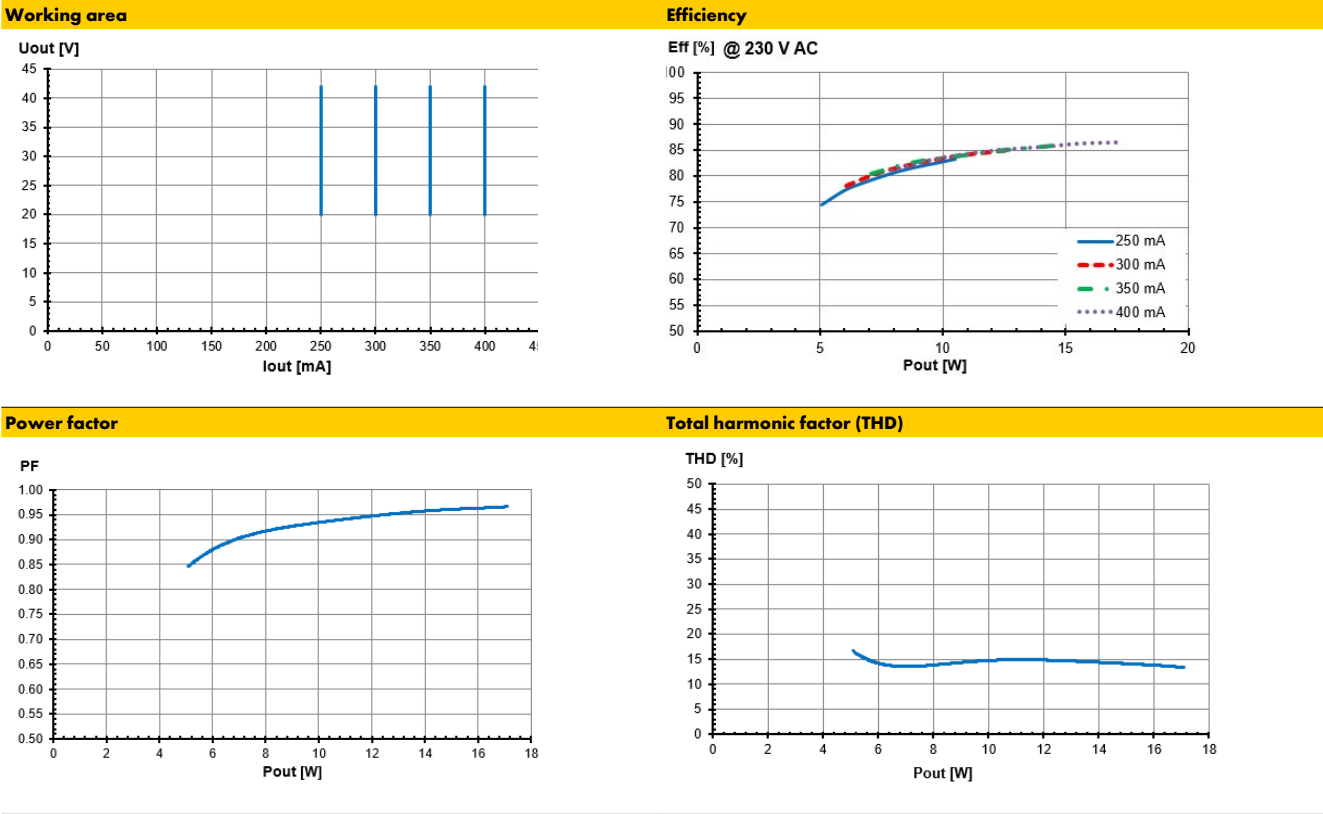 Working area
Uout [V]
45
40
35
30
25
20
15
10
5
0
0 50 100 150 200 250 300 350 400
Iout [mA]
Efficiency
Eff [%] @ 230 V AC
95
90
85
80
75
70
65
60
55
50
250 mA
300 mA
350 mA
400 mA
0 5 10 15 20
Pout [W]
Power factor
PF
1.00
0.95
0.90
0.85
0.80
0.75
0.70
0.65
0.60
0.55
0.50
0 2 4 6 8 10 12 14 16 18
Pout [W]
Total harmonic factor (THD)
THD [%]
50
45
40
35
30
25
20
15
10
5
0
0 2 4 6 8 10 12 14 16 18
Pout [W]